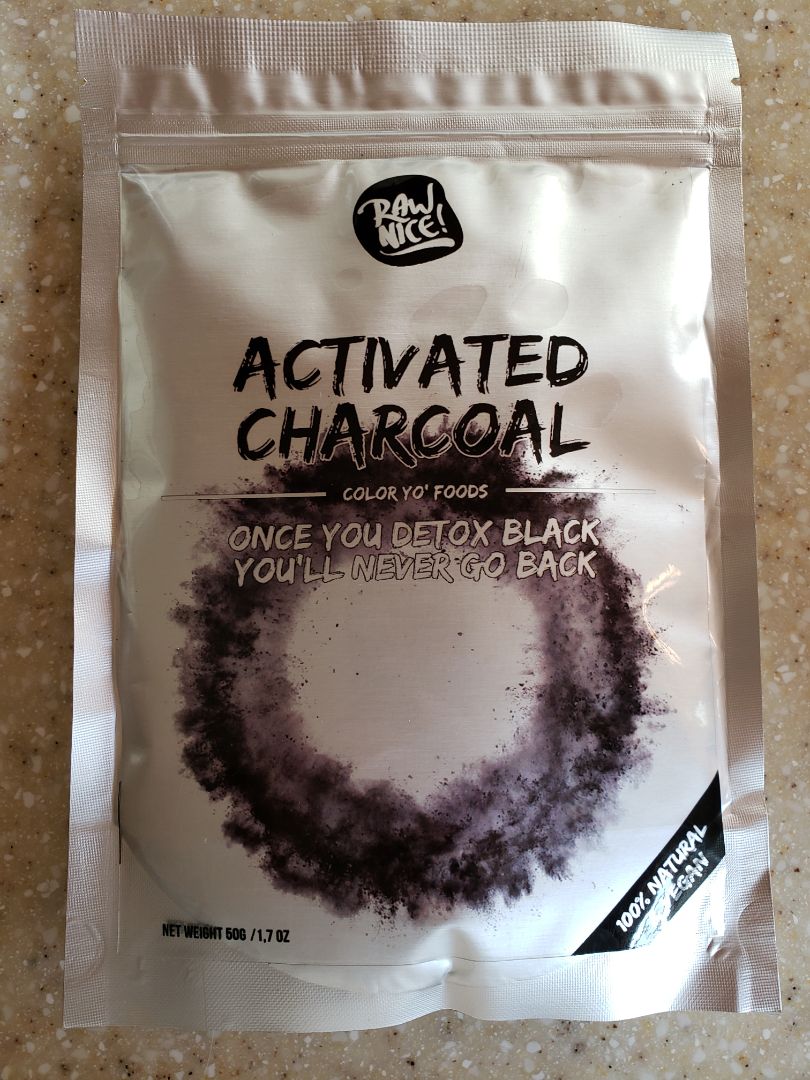 RAW
NICE!
ACTIVATED
CHARCOAL
COLOR YO' FOODS
ONCE YOU DETOX BLACK
YOU'LL NEVER GO BACK
100% NATURAL
VEGAN
NET WEIGHT 50G / 1,7 OZ